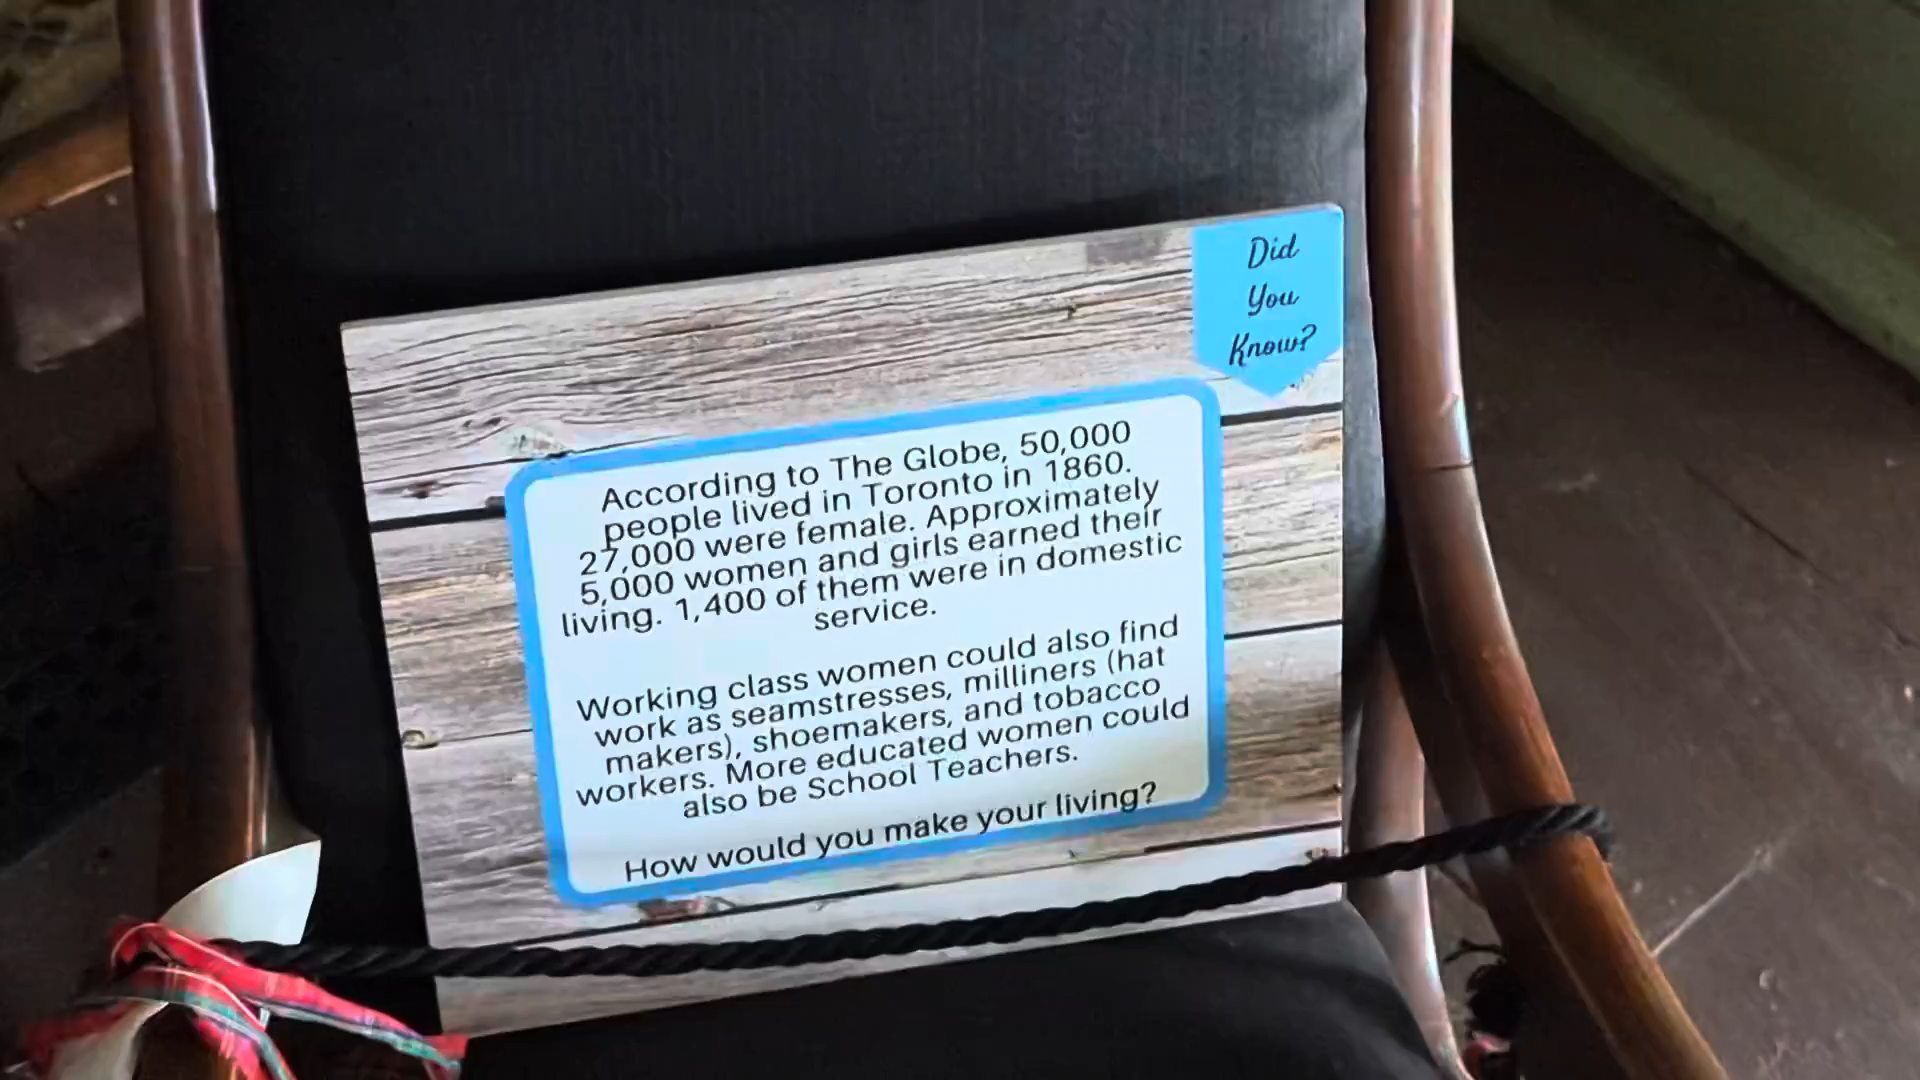 Did
You
Know?
According to The Globe, 50,000
people lived in Toronto in 1860.
27,000 were female. Approximately
5,000 women and girls earned their
living. 1,400 of them were in domestic
service.
Working class women could also find
work as seamstresses, milliners (hat
makers), shoemakers, and tobacco
workers. More educated women could
also be School Teachers.
How would you make your living?